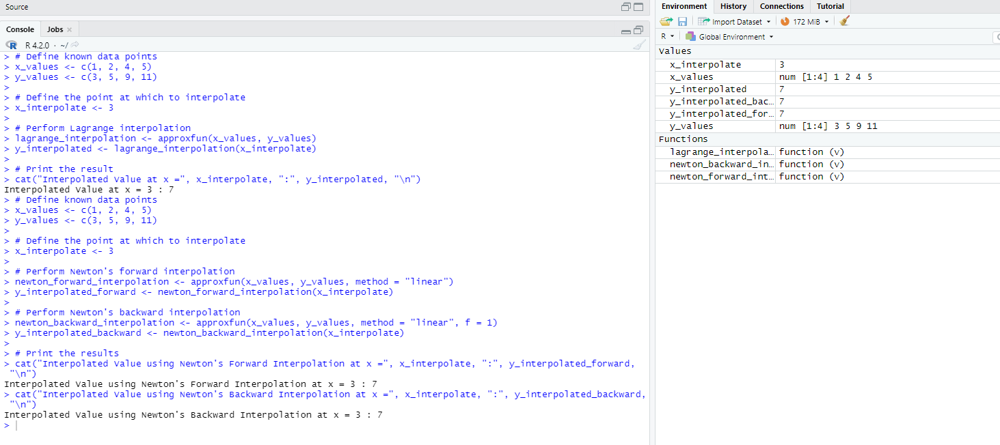 Source
Console Jobs
R 4.2.0 · ~/
> # Define known data points
> x_values <- c(1, 2, 4, 5)
> y_values <- c(3, 5, 9, 11)
>
> # Define the point at which to interpolate
> x_interpolate <- 3
>
> # Perform Lagrange interpolation
> lagrange_interpolation <- approxfun(x_values, y_values)
> y_interpolated <- lagrange_interpolation(x_interpolate)
>
> # Print the result
> cat("Interpolated Value at x =", x_interpolate, ":", y_interpolated, "\n")
Interpolated Value at x = 3 : 7
> # Define known data points
> x_values <- c(1, 2, 4, 5)
> y_values <- c(3, 5, 9, 11)
>
> # Define the point at which to interpolate
> x_interpolate <- 3
>
> # Perform Newton's forward interpolation
> newton_forward_interpolation <- approxfun(x_values, y_values, method = "linear")
> y_interpolated_forward <- newton_forward_interpolation(x_interpolate)
>
> # Perform Newton's backward interpolation
> newton_backward_interpolation <- approxfun(x_values, y_values, method = "linear", f = 1)
> y_interpolated_backward <- newton_backward_interpolation(x_interpolate)
>
> # Print the results
> cat("Interpolated Value using Newton's Forward Interpolation at x =", x_interpolate, ":", y_interpolated_forward,
"\n")
Interpolated Value using Newton's Forward Interpolation at x = 3 : 7
> cat("Interpolated Value using Newton's Backward Interpolation at x =", x_interpolate, ":", y_interpolated_backward,
"\n")
Interpolated Value using Newton's Backward Interpolation at x = 3 : 7
>
Environment History Connections Tutorial
Import Dataset 172 MiB
R Global Environment
Values
x_interpolate 3
x_values num [1:4] 1 2 4 5
y_interpolated 7
y_interpolated_bac… 7
y_interpolated_for… 7
y_values num [1:4] 3 5 9 11
Functions
lagrange_interpola… function (v)
newton_backward_in… function (v)
newton_forward_int… function (v)